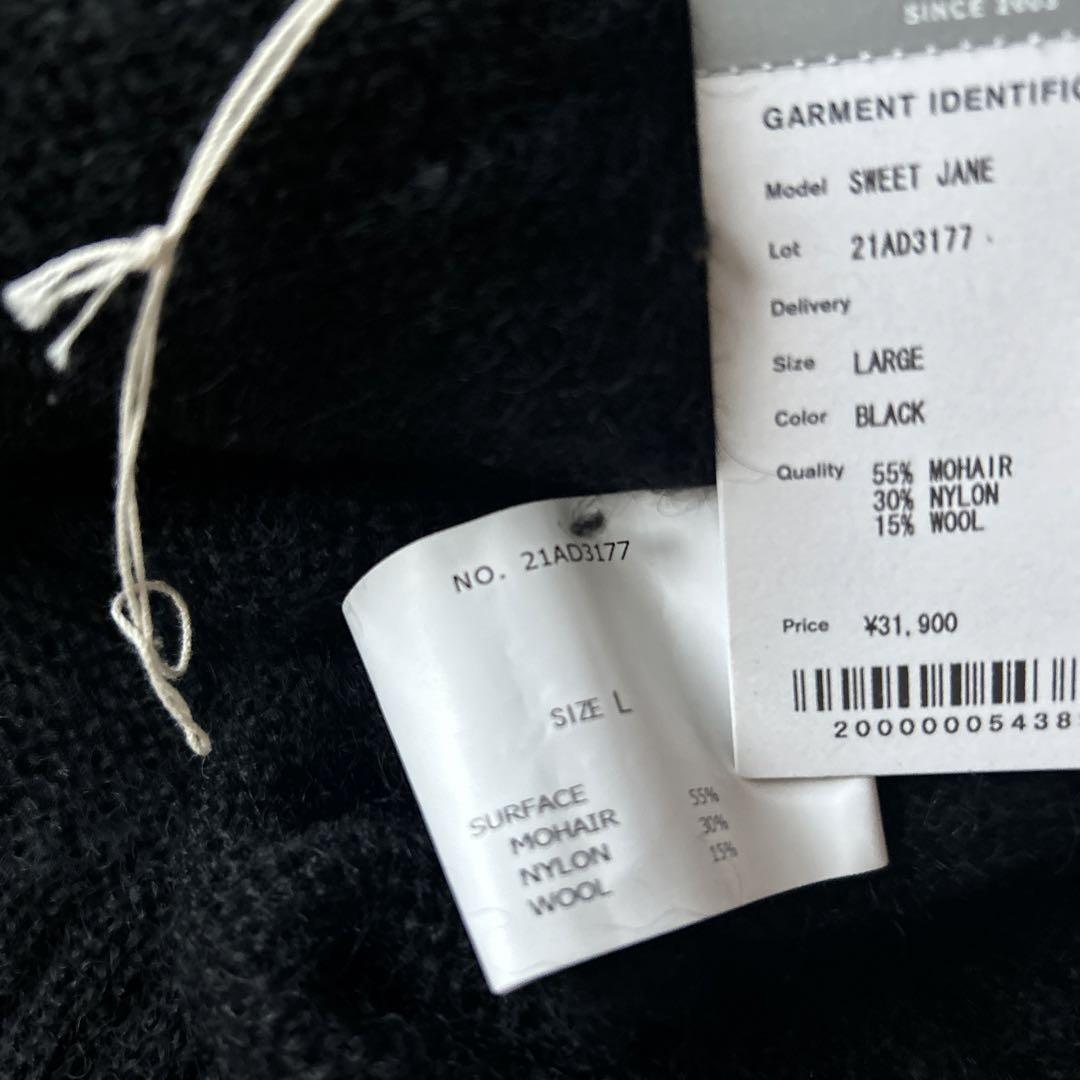 SINCE 2003
GARMENT IDENTIFIC
Model SWEET JANE
Lot 21AD3177
Delivery
Size LARGE
Color BLACK
Quality 55% MOHAIR
30% NYLON
15% WOOL
Price ¥31,900
20000005438
NO. 21AD3177
SIZE L
SURFACE
MOHAIR 55%
NYLON 30%
WOOL 15%